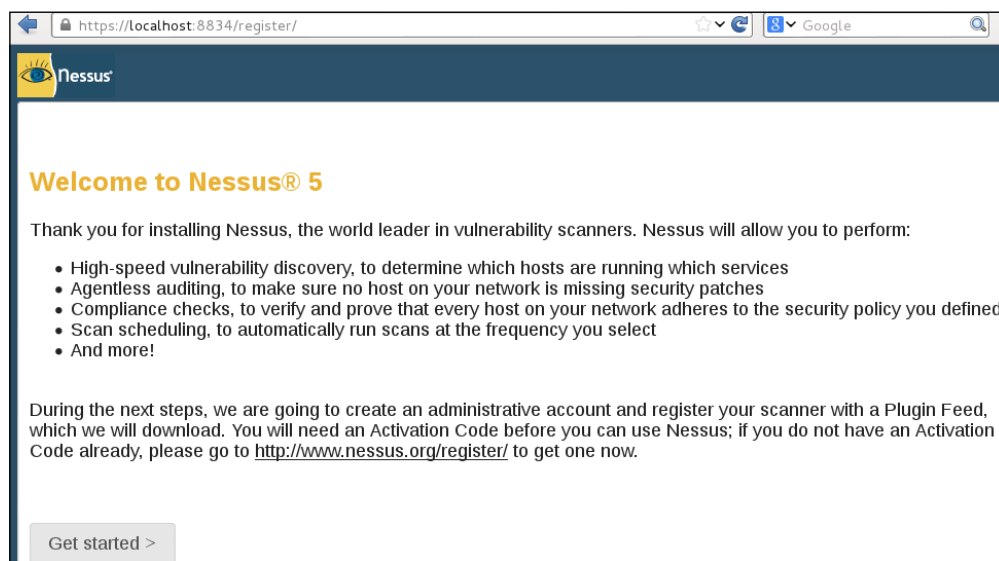 https://localhost:8834/register/
Google
Nessus
Welcome to Nessus® 5
Thank you for installing Nessus, the world leader in vulnerability scanners. Nessus will allow you to perform:
• High-speed vulnerability discovery, to determine which hosts are running which services
• Agentless auditing, to make sure no host on your network is missing security patches
• Compliance checks, to verify and prove that every host on your network adheres to the security policy you defined
• Scan scheduling, to automatically run scans at the frequency you select
• And more!
During the next steps, we are going to create an administrative account and register your scanner with a Plugin Feed,
which we will download. You will need an Activation Code before you can use Nessus; if you do not have an Activation
Code already, please go to http://www.nessus.org/register/ to get one now.
Get started >